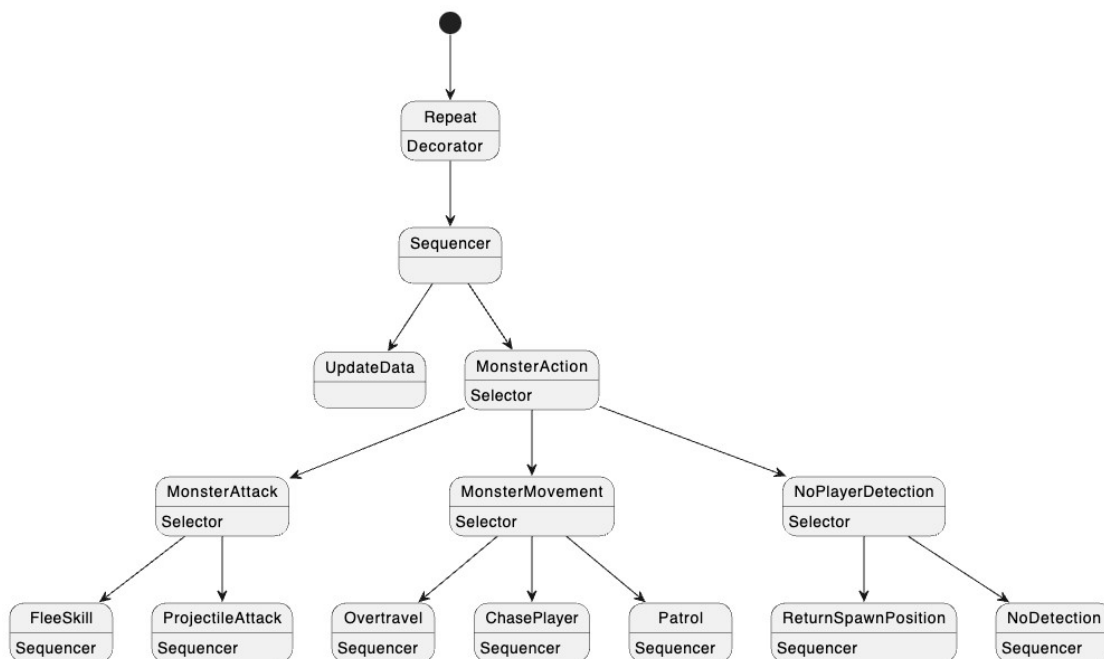 Repeat
Decorator
Sequencer
UpdateData
MonsterAction
Selector
MonsterAttack
Selector
MonsterMovement
Selector
NoPlayerDetection
Selector
FleeSkill
Sequencer
ProjectileAttack
Sequencer
Overtravel
Sequencer
ChasePlayer
Sequencer
Patrol
Sequencer
ReturnSpawnPosition
Sequencer
NoDetection
Sequencer